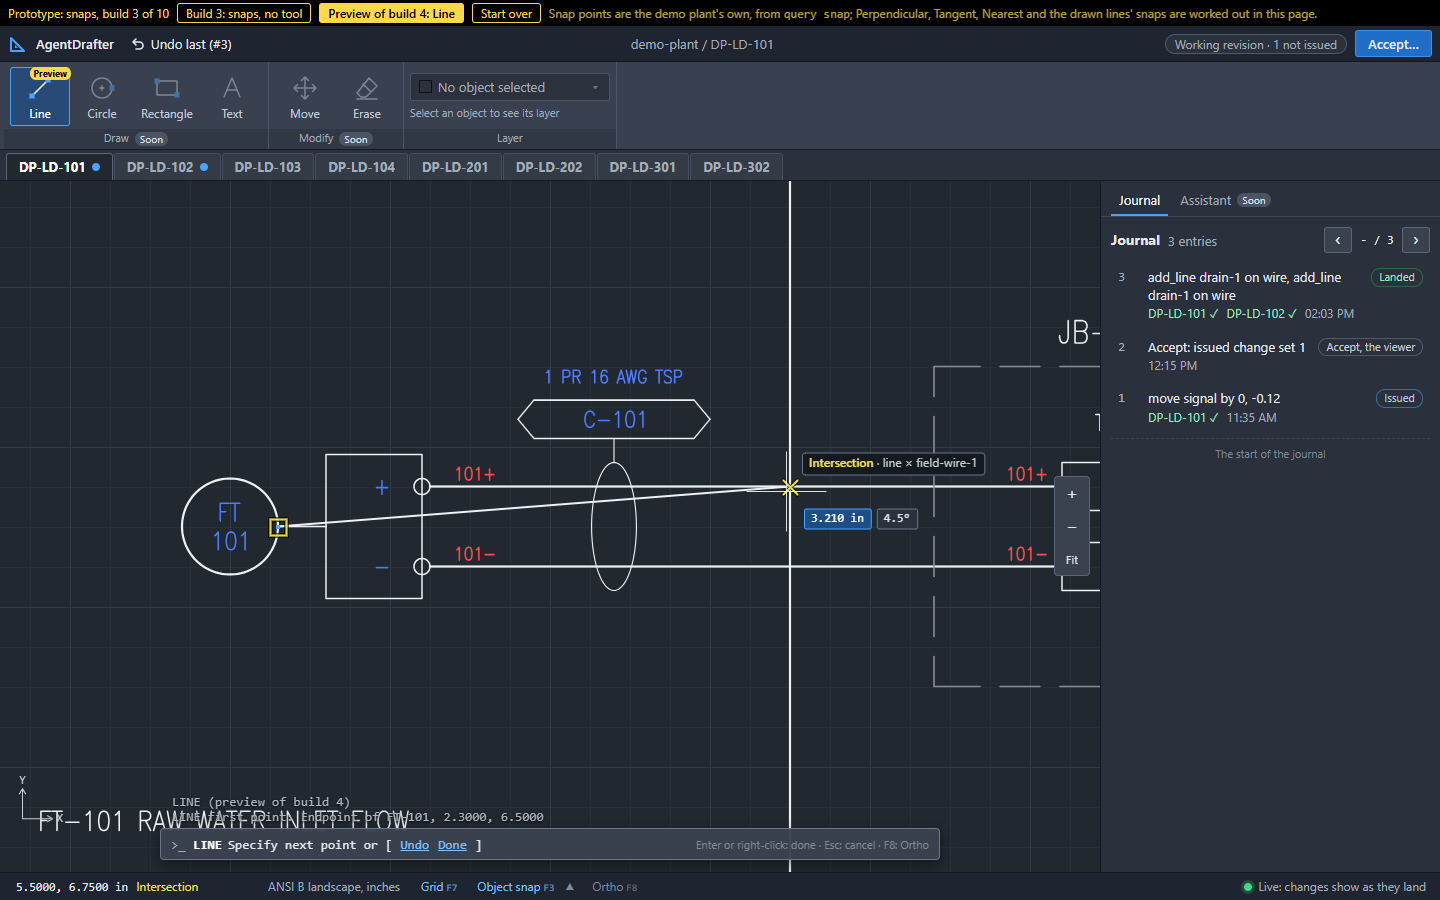 Prototype: snaps, build 3 of 10 Build 3: snaps, no tool Preview of build 4: Line Start over Snap points are the demo plant's own, from query snap; Perpendicular, Tangent, Nearest and the drawn lines' snaps are worked out in this page.
AgentDrafter Undo last (#3) demo-plant / DP-LD-101 Working revision · 1 not issued Accept...
Preview
Line Circle Rectangle Text Move Erase
No object selected
Select an object to see its layer
Draw Soon Modify Soon Layer
DP-LD-101 DP-LD-102 DP-LD-103 DP-LD-104 DP-LD-201 DP-LD-202 DP-LD-301 DP-LD-302
JB-
1 PR 16 AWG TSP
C-101
T
101+ 101+
Intersection · line × field-wire-1
+
FT
101
3.210 in 4.5°
101- 101-
-
+
−
Fit
Y
X
FT-101 RAW WATER INLET FLOW
LINE (preview of build 4)
LINE first point: Endpoint of FT-101, 2.3000, 6.5000
>_ LINE Specify next point or [ Undo Done ] Enter or right-click: done · Esc: cancel · F8: Ortho
Journal Assistant Soon
Journal 3 entries ‹ - / 3 ›
3 add_line drain-1 on wire, add_line drain-1 on wire Landed
DP-LD-101 ✓ DP-LD-102 ✓ 02:03 PM
2 Accept: issued change set 1 Accept, the viewer
12:15 PM
1 move signal by 0, -0.12 Issued
DP-LD-101 ✓ 11:35 AM
The start of the journal
5.5000, 6.7500 in Intersection ANSI B landscape, inches Grid F7 Object snap F3 Ortho F8 Live: changes show as they land